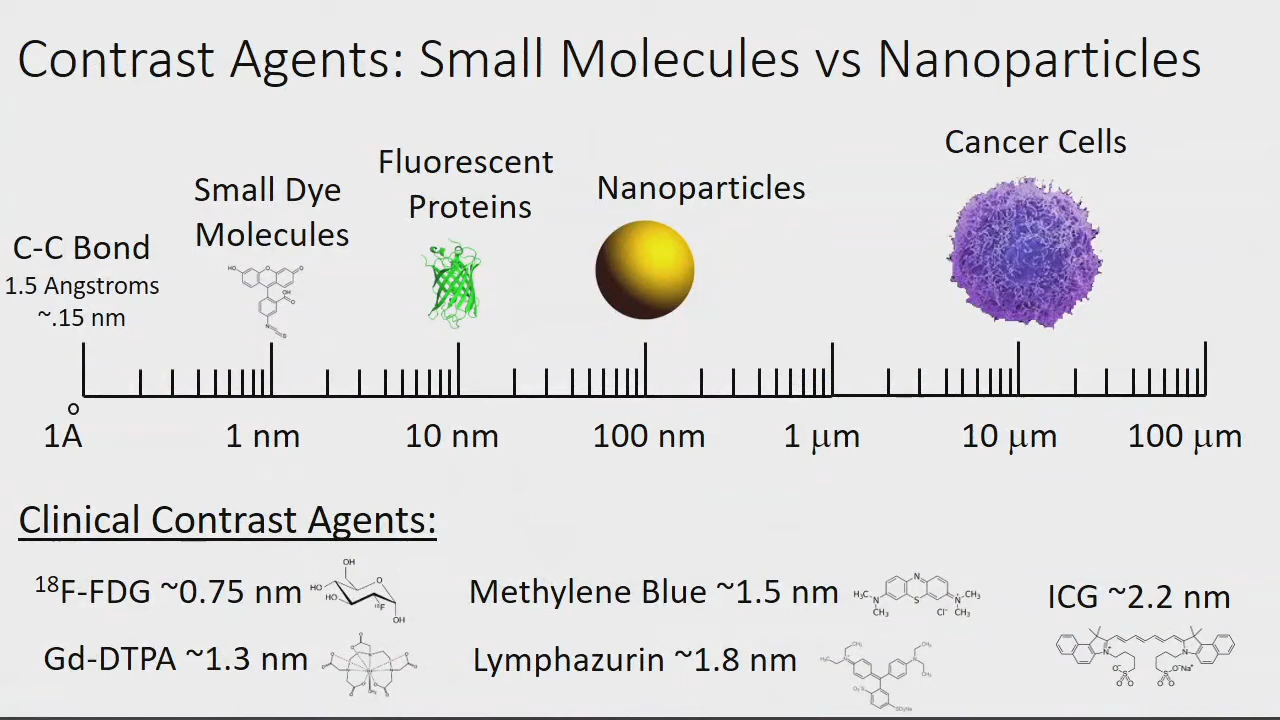 Contrast Agents: Small Molecules vs Nanoparticles
C-C Bond
1.5 Angstroms
~.15 nm
Small Dye
Molecules
Fluorescent
Proteins
Nanoparticles
Cancer Cells
1Å
1 nm
10 nm
100 nm
1 μm
10 μm
100 μm
Clinical Contrast Agents:
¹⁸F-FDG ~0.75 nm
Methylene Blue ~1.5 nm
ICG ~2.2 nm
Gd-DTPA ~1.3 nm
Lymphazurin ~1.8 nm